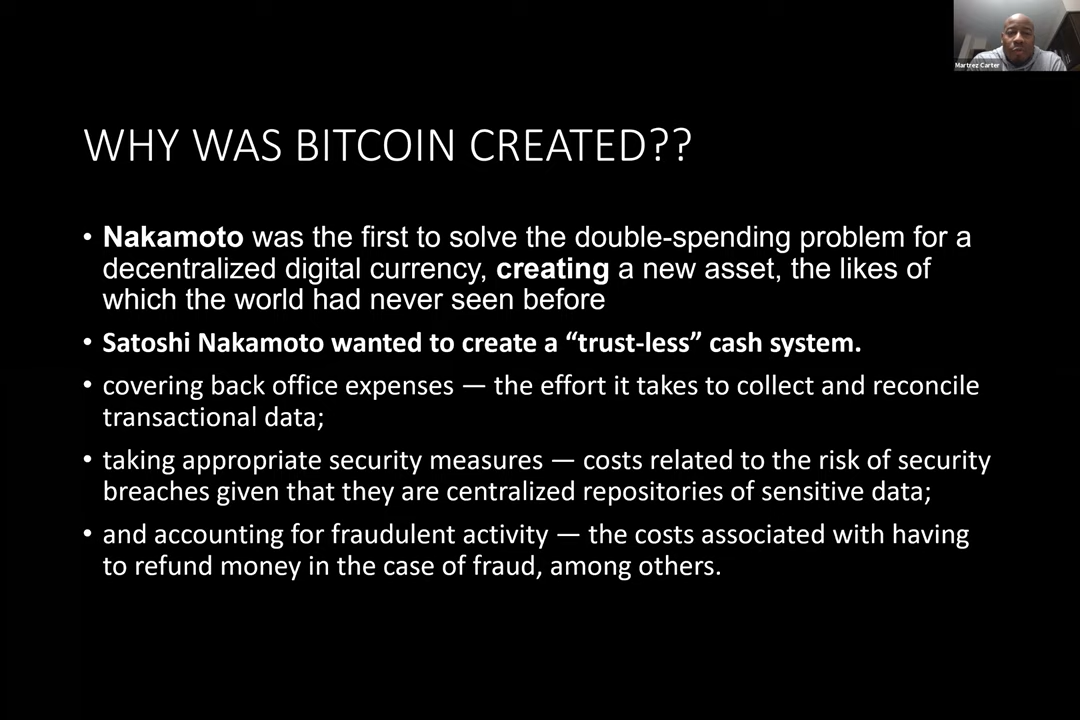 Martrez Carter
WHY WAS BITCOIN CREATED??
• Nakamoto was the first to solve the double-spending problem for a
decentralized digital currency, creating a new asset, the likes of
which the world had never seen before
• Satoshi Nakamoto wanted to create a “trust-less” cash system.
• covering back office expenses — the effort it takes to collect and reconcile
transactional data;
• taking appropriate security measures — costs related to the risk of security
breaches given that they are centralized repositories of sensitive data;
• and accounting for fraudulent activity — the costs associated with having
to refund money in the case of fraud, among others.